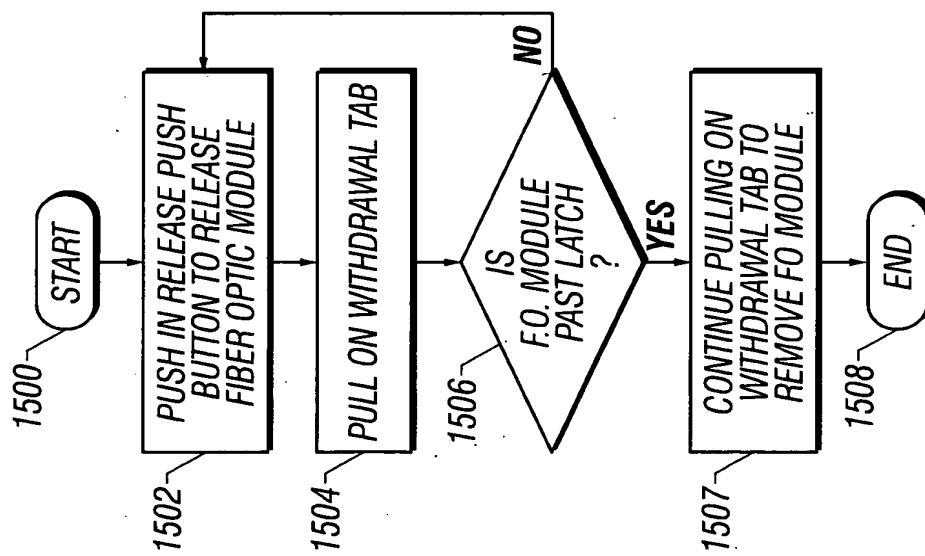 1500
START
1502
PUSH IN RELEASE PUSH
BUTTON TO RELEASE
FIBER OPTIC MODULE
1504
PULL ON WITHDRAWAL TAB
1506
IS
F.O. MODULE
PAST LATCH
?
NO
YES
1507
CONTINUE PULLING ON
WITHDRAWAL TAB TO
REMOVE FO MODULE
1508
END